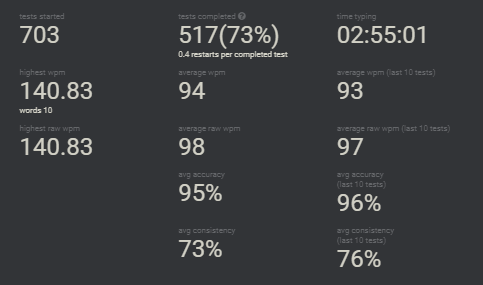 tests started
703
tests completed
517(73%)
0.4 restarts per completed test
time typing
02:55:01
highest wpm
140.83
words 10
average wpm
94
average wpm (last 10 tests)
93
highest raw wpm
140.83
average raw wpm
98
average raw wpm (last 10 tests)
97
avg accuracy
95%
avg accuracy
(last 10 tests)
96%
avg consistency
73%
avg consistency
(last 10 tests)
76%